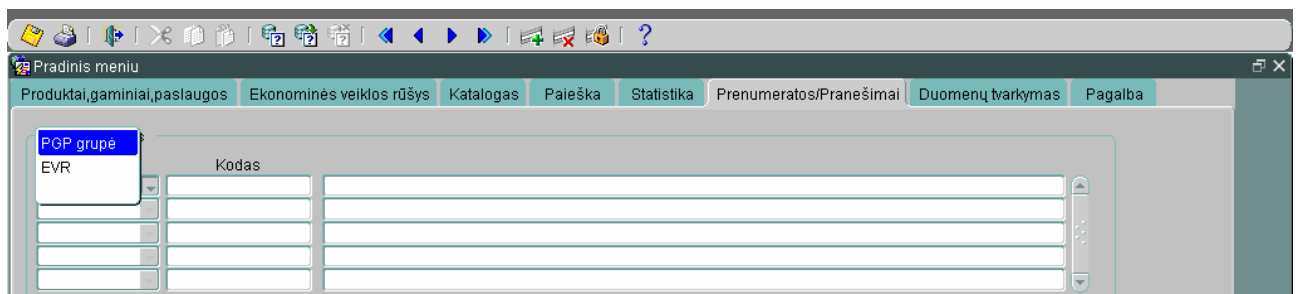 Pradinis meniu
Produktai,gaminiai,paslaugos Ekonominės veiklos rūšys Katalogas Paieška Statistika Prenumeratos/Pranešimai Duomenų tvarkymas Pagalba
PGP grupė
EVR
Kodas